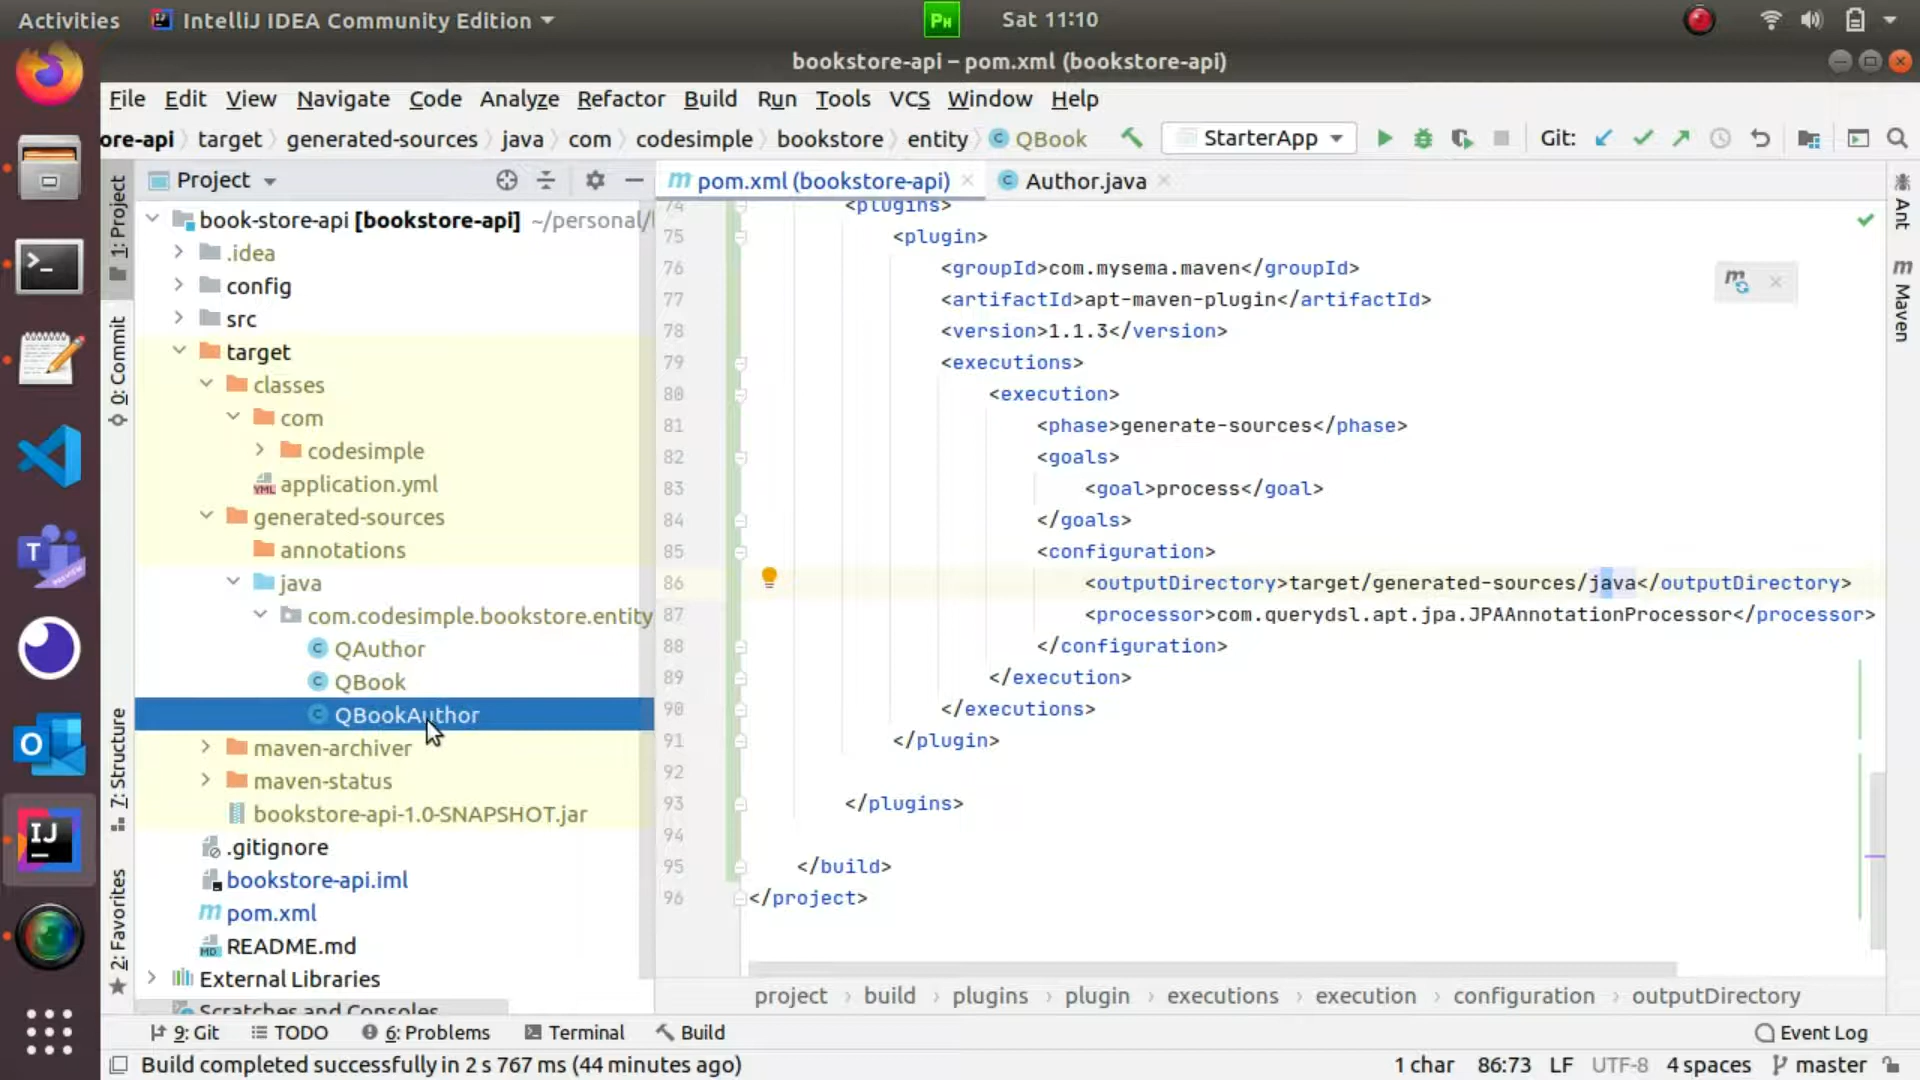 Activities IntelliJ IDEA Community Edition PH Sat 11:10
bookstore-api – pom.xml (bookstore-api)
File Edit View Navigate Code Analyze Refactor Build Run Tools VCS Window Help
ore-api target generated-sources java com codesimple bookstore entity QBook StarterApp Git:
Project
pom.xml (bookstore-api) Author.java
1: Project
0: Commit
7: Structure
2: Favorites
book-store-api [bookstore-api] ~/personal/
.idea
config
src
target
classes
com
codesimple
application.yml
generated-sources
annotations
java
com.codesimple.bookstore.entity
QAuthor
QBook
QBookAuthor
maven-archiver
maven-status
bookstore-api-1.0-SNAPSHOT.jar
.gitignore
bookstore-api.iml
pom.xml
README.md
External Libraries
Scratches and Consoles
74 <plugins>
75 <plugin>
76 <groupId>com.mysema.maven</groupId>
77 <artifactId>apt-maven-plugin</artifactId>
78 <version>1.1.3</version>
79 <executions>
80 <execution>
81 <phase>generate-sources</phase>
82 <goals>
83 <goal>process</goal>
84 </goals>
85 <configuration>
86 <outputDirectory>target/generated-sources/java</outputDirectory>
87 <processor>com.querydsl.apt.jpa.JPAAnnotationProcessor</processor>
88 </configuration>
89 </execution>
90 </executions>
91 </plugin>
92
93 </plugins>
94
95 </build>
96 </project>
Ant
Maven
project build plugins plugin executions execution configuration outputDirectory
9: Git TODO 6: Problems Terminal Build Event Log
Build completed successfully in 2 s 767 ms (44 minutes ago) 1 char 86:73 LF UTF-8 4 spaces master